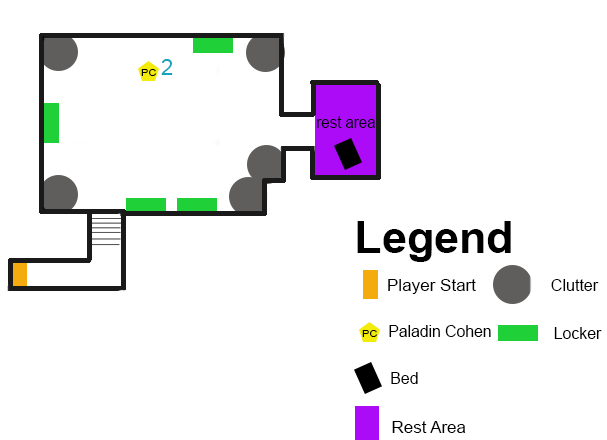 PC 2
rest area
Legend
Player Start
Clutter
PC Paladin Cohen
Locker
Bed
Rest Area